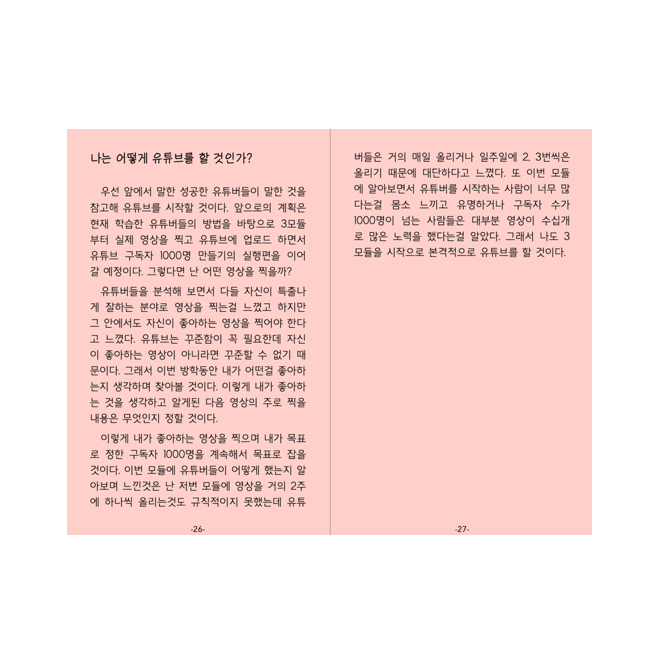 나는 어떻게 유튜브를 할 것인가?
우선 앞에서 말한 성공한 유튜버들이 말한 것을
참고해 유튜브를 시작할 것이다. 앞으로의 계획은
현재 학습한 유튜버들의 방법을 바탕으로 3모듈
부터 실제 영상을 찍고 유튜브에 업로드 하면서
유튜브 구독자 1000명 만들기의 실행편을 이어
갈 예정이다. 그렇다면 난 어떤 영상을 찍을까?
유튜버들을 분석해 보면서 다들 자신이 특출나
게 잘하는 분야로 영상을 찍는걸 느꼈고 하지만
그 안에서도 자신이 좋아하는 영상을 찍어야 한다
고 느꼈다. 유튜브는 꾸준함이 꼭 필요한데 자신
이 좋아하는 영상이 아니라면 꾸준할 수 없기 때
문이다. 그래서 이번 방학동안 내가 어떤걸 좋아하
는지 생각하며 찾아볼 것이다. 이렇게 내가 좋아하
는 것을 생각하고 알게된 다음 영상의 주로 찍을
내용은 무엇인지 정할 것이다.
이렇게 내가 좋아하는 영상을 찍으며 내가 목표
로 정한 구독자 1000명을 계속해서 목표로 잡을
것이다. 이번 모듈에 유튜버들이 어떻게 했는지 알
아보며 느낀것은 난 저번 모듈에 영상을 거의 2주
에 하나씩 올리는것도 규칙적이지 못했는데 유튜
-26-
버들은 거의 매일 올리거나 일주일에 2, 3번씩은
올리기 때문에 대단하다고 느꼈다. 또 이번 모듈
에 알아보면서 유튜버를 시작하는 사람이 너무 많
다는걸 몸소 느끼고 유명하거나 구독자 수가
1000명이 넘는 사람들은 대부분 영상이 수십개
로 많은 노력을 했다는걸 알았다. 그래서 나도 3
모듈을 시작으로 본격적으로 유튜브를 할 것이다.
-27-